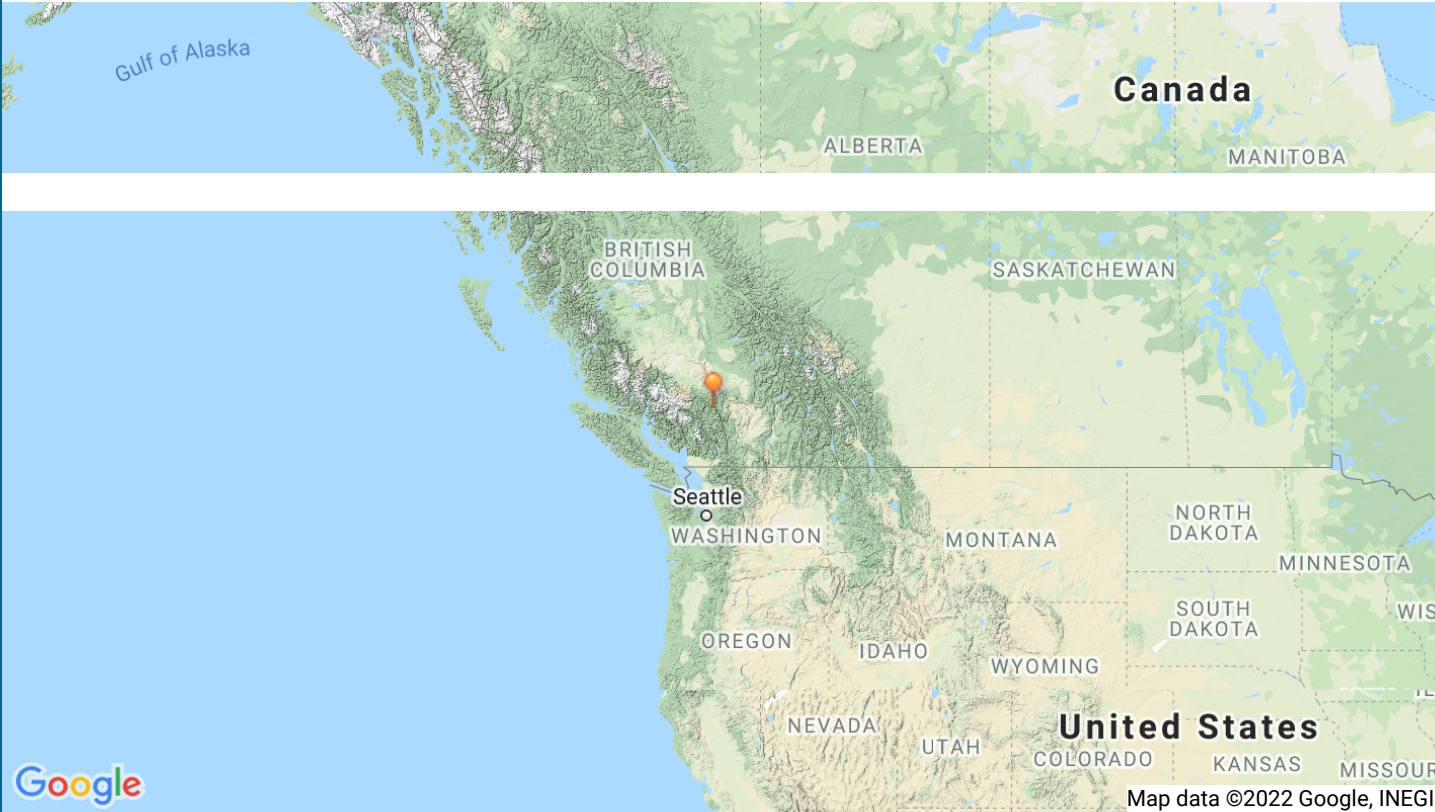 Gulf of Alaska
Canada
ALBERTA
MANITOBA
BRITISH
COLUMBIA
SASKATCHEWAN
Seattle
WASHINGTON
MONTANA
NORTH
DAKOTA
MINNESOTA
SOUTH
DAKOTA
WIS
OREGON
IDAHO
WYOMING
NEVADA
United States
UTAH
COLORADO
KANSAS
MISSOUR
Google
Map data ©2022 Google, INEGI